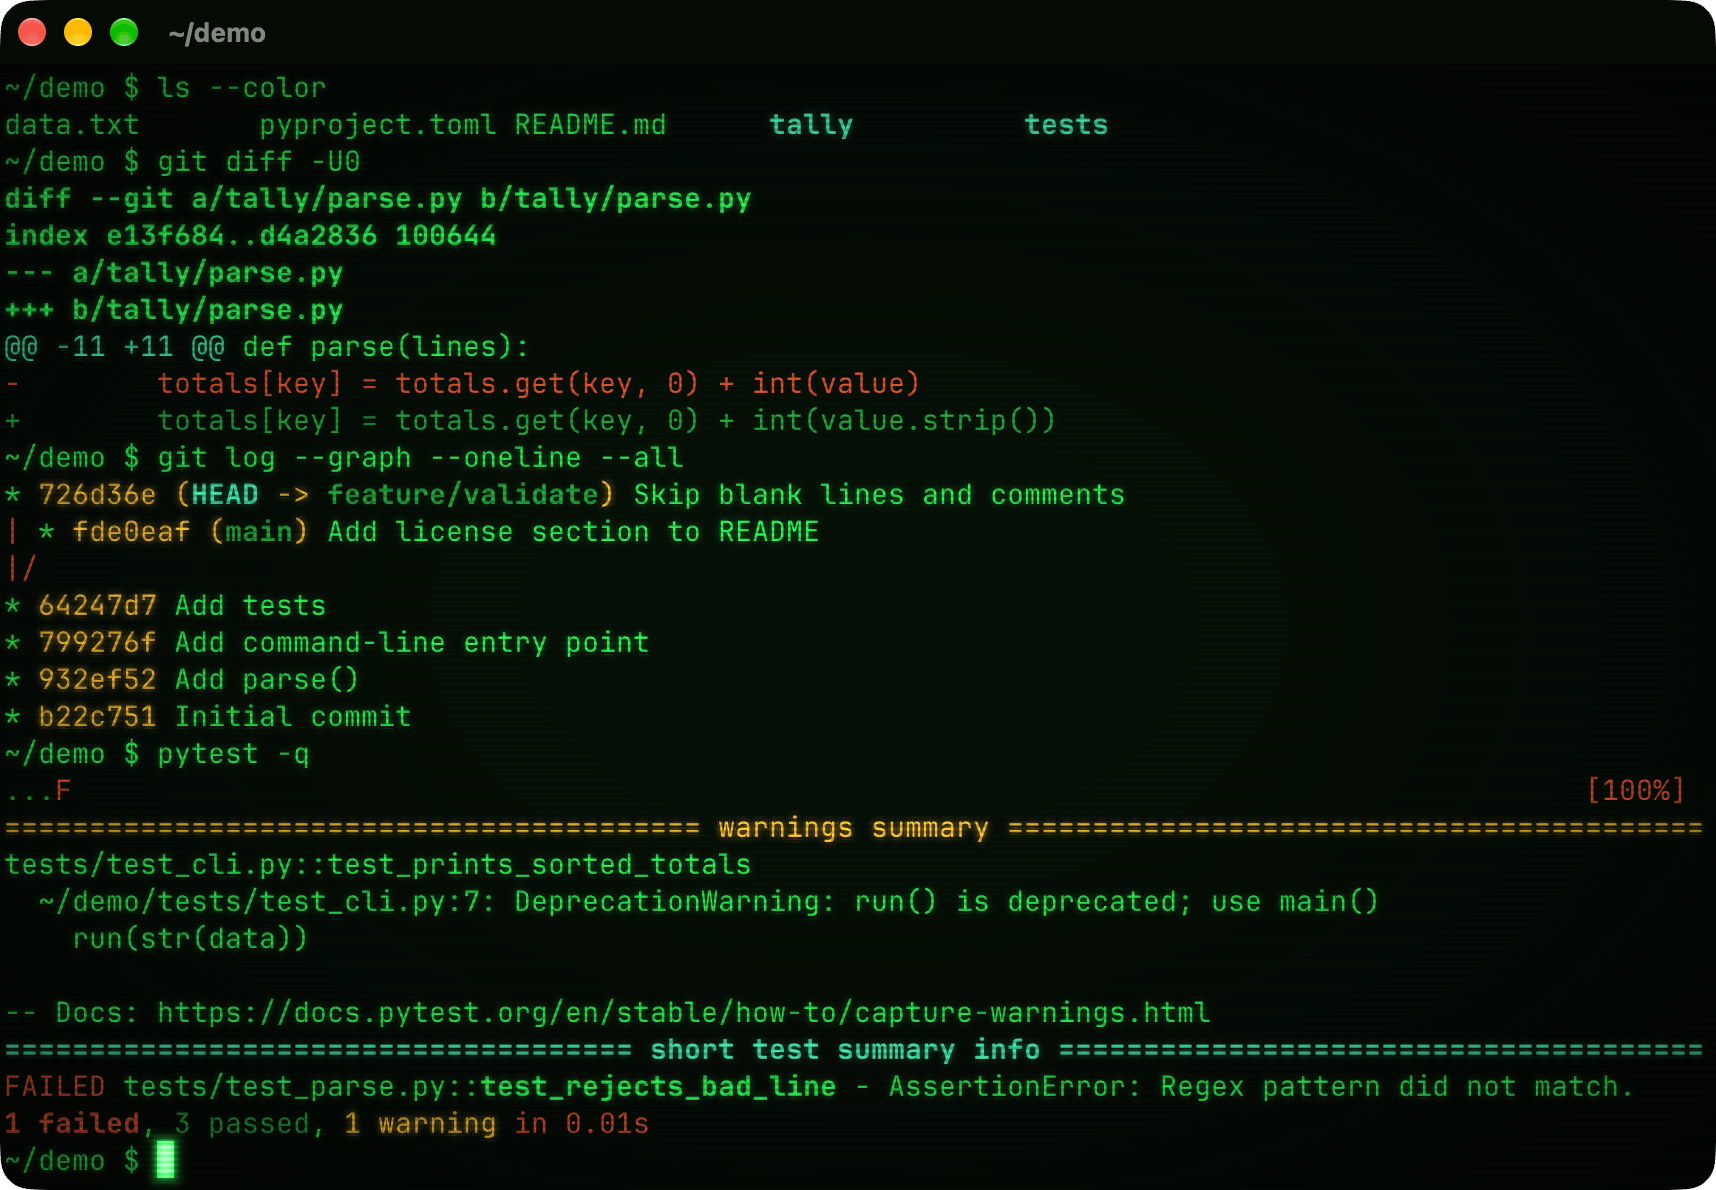 ~/demo
~/demo $ ls --color
data.txt       pyproject.toml README.md      tally          tests
~/demo $ git diff -U0
diff --git a/tally/parse.py b/tally/parse.py
index e13f684..d4a2836 100644
--- a/tally/parse.py
+++ b/tally/parse.py
@@ -11 +11 @@ def parse(lines):
-        totals[key] = totals.get(key, 0) + int(value)
+        totals[key] = totals.get(key, 0) + int(value.strip())
~/demo $ git log --graph --oneline --all
* 726d36e (HEAD -> feature/validate) Skip blank lines and comments
| * fde0eaf (main) Add license section to README
|/
* 64247d7 Add tests
* 799276f Add command-line entry point
* 932ef52 Add parse()
* b22c751 Initial commit
~/demo $ pytest -q
...F                                                                                          [100%]
========================================= warnings summary =========================================
tests/test_cli.py::test_prints_sorted_totals
  ~/demo/tests/test_cli.py:7: DeprecationWarning: run() is deprecated; use main()
    run(str(data))

-- Docs: https://docs.pytest.org/en/stable/how-to/capture-warnings.html
===================================== short test summary info ======================================
FAILED tests/test_parse.py::test_rejects_bad_line - AssertionError: Regex pattern did not match.
1 failed, 3 passed, 1 warning in 0.01s
~/demo $